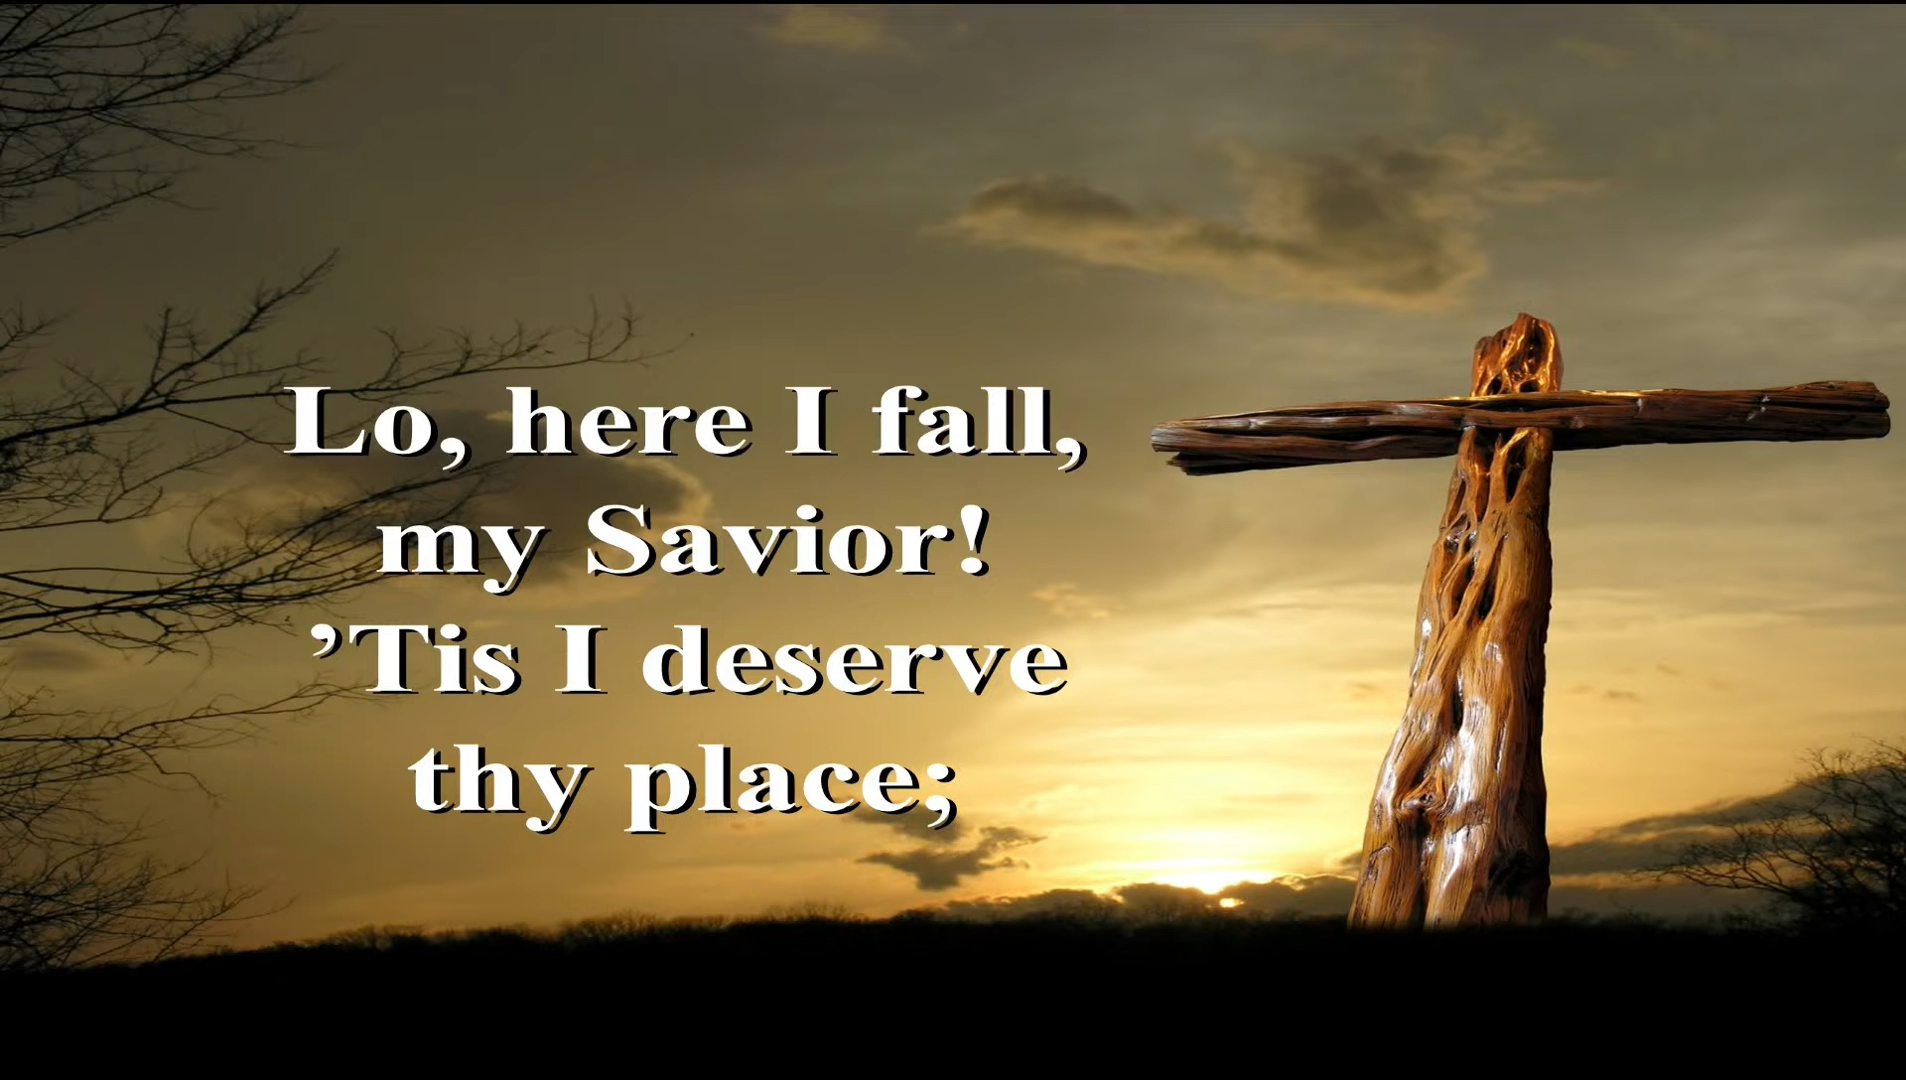 Lo, here I fall,
my Savior!
’Tis I deserve
thy place;